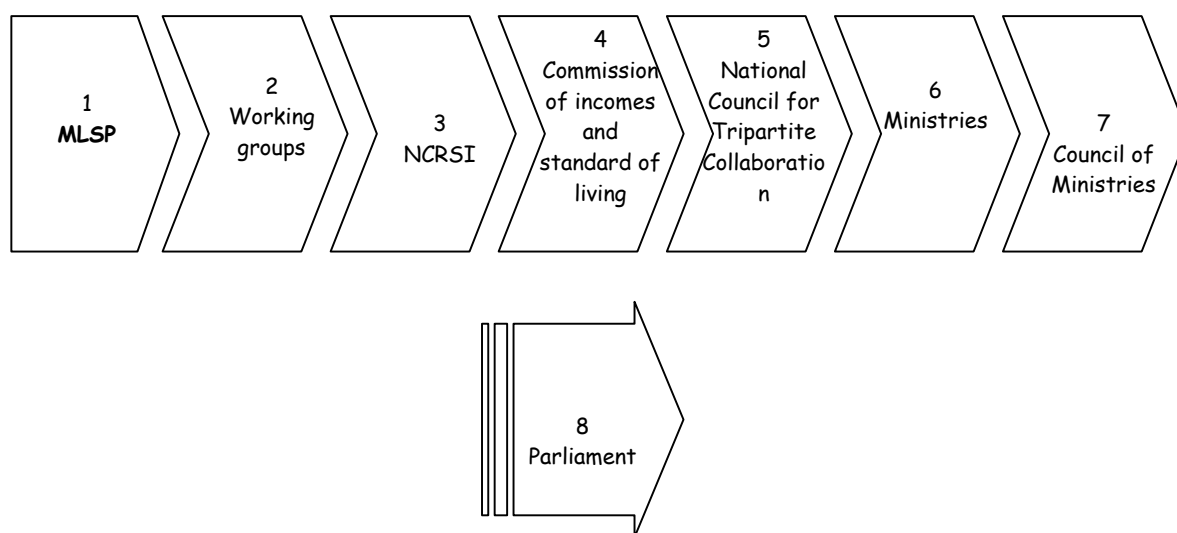 1
MLSP
2
Working
groups
3
NCRSI
4
Commission
of incomes
and
standard of
living
5
National
Council for
Tripartite
Collaboratio
n
6
Ministries
7
Council of
Ministries
8
Parliament